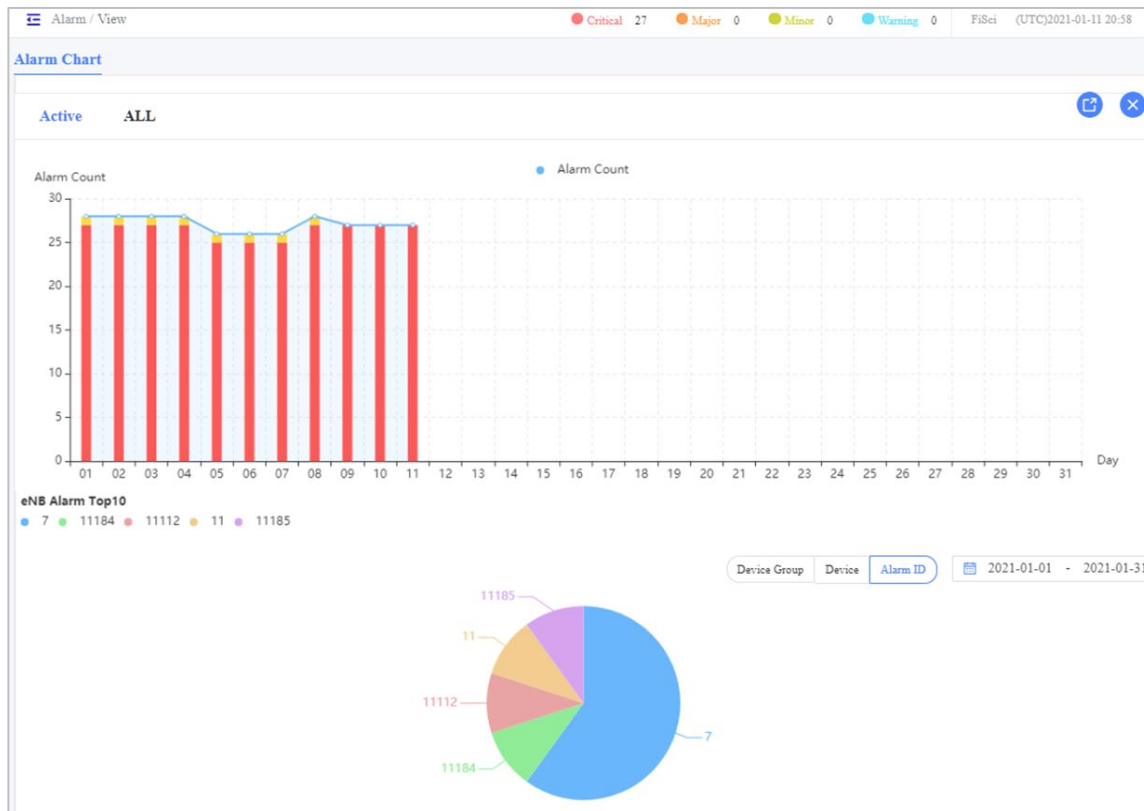 Alarm / View Critical 27 Major 0 Minor 0 Warning 0 FiSci (UTC)2021-01-11 20:58
Alarm Chart
Active ALL
Alarm Count
Alarm Count
30
25
20
15
10
5
0
01 02 03 04 05 06 07 08 09 10 11 12 13 14 15 16 17 18 19 20 21 22 23 24 25 26 27 28 29 30 31 Day
eNB Alarm Top10
7 11184 11112 11 11185
Device Group Device Alarm ID 2021-01-01 - 2021-01-31
11185
11
11112
7
11184